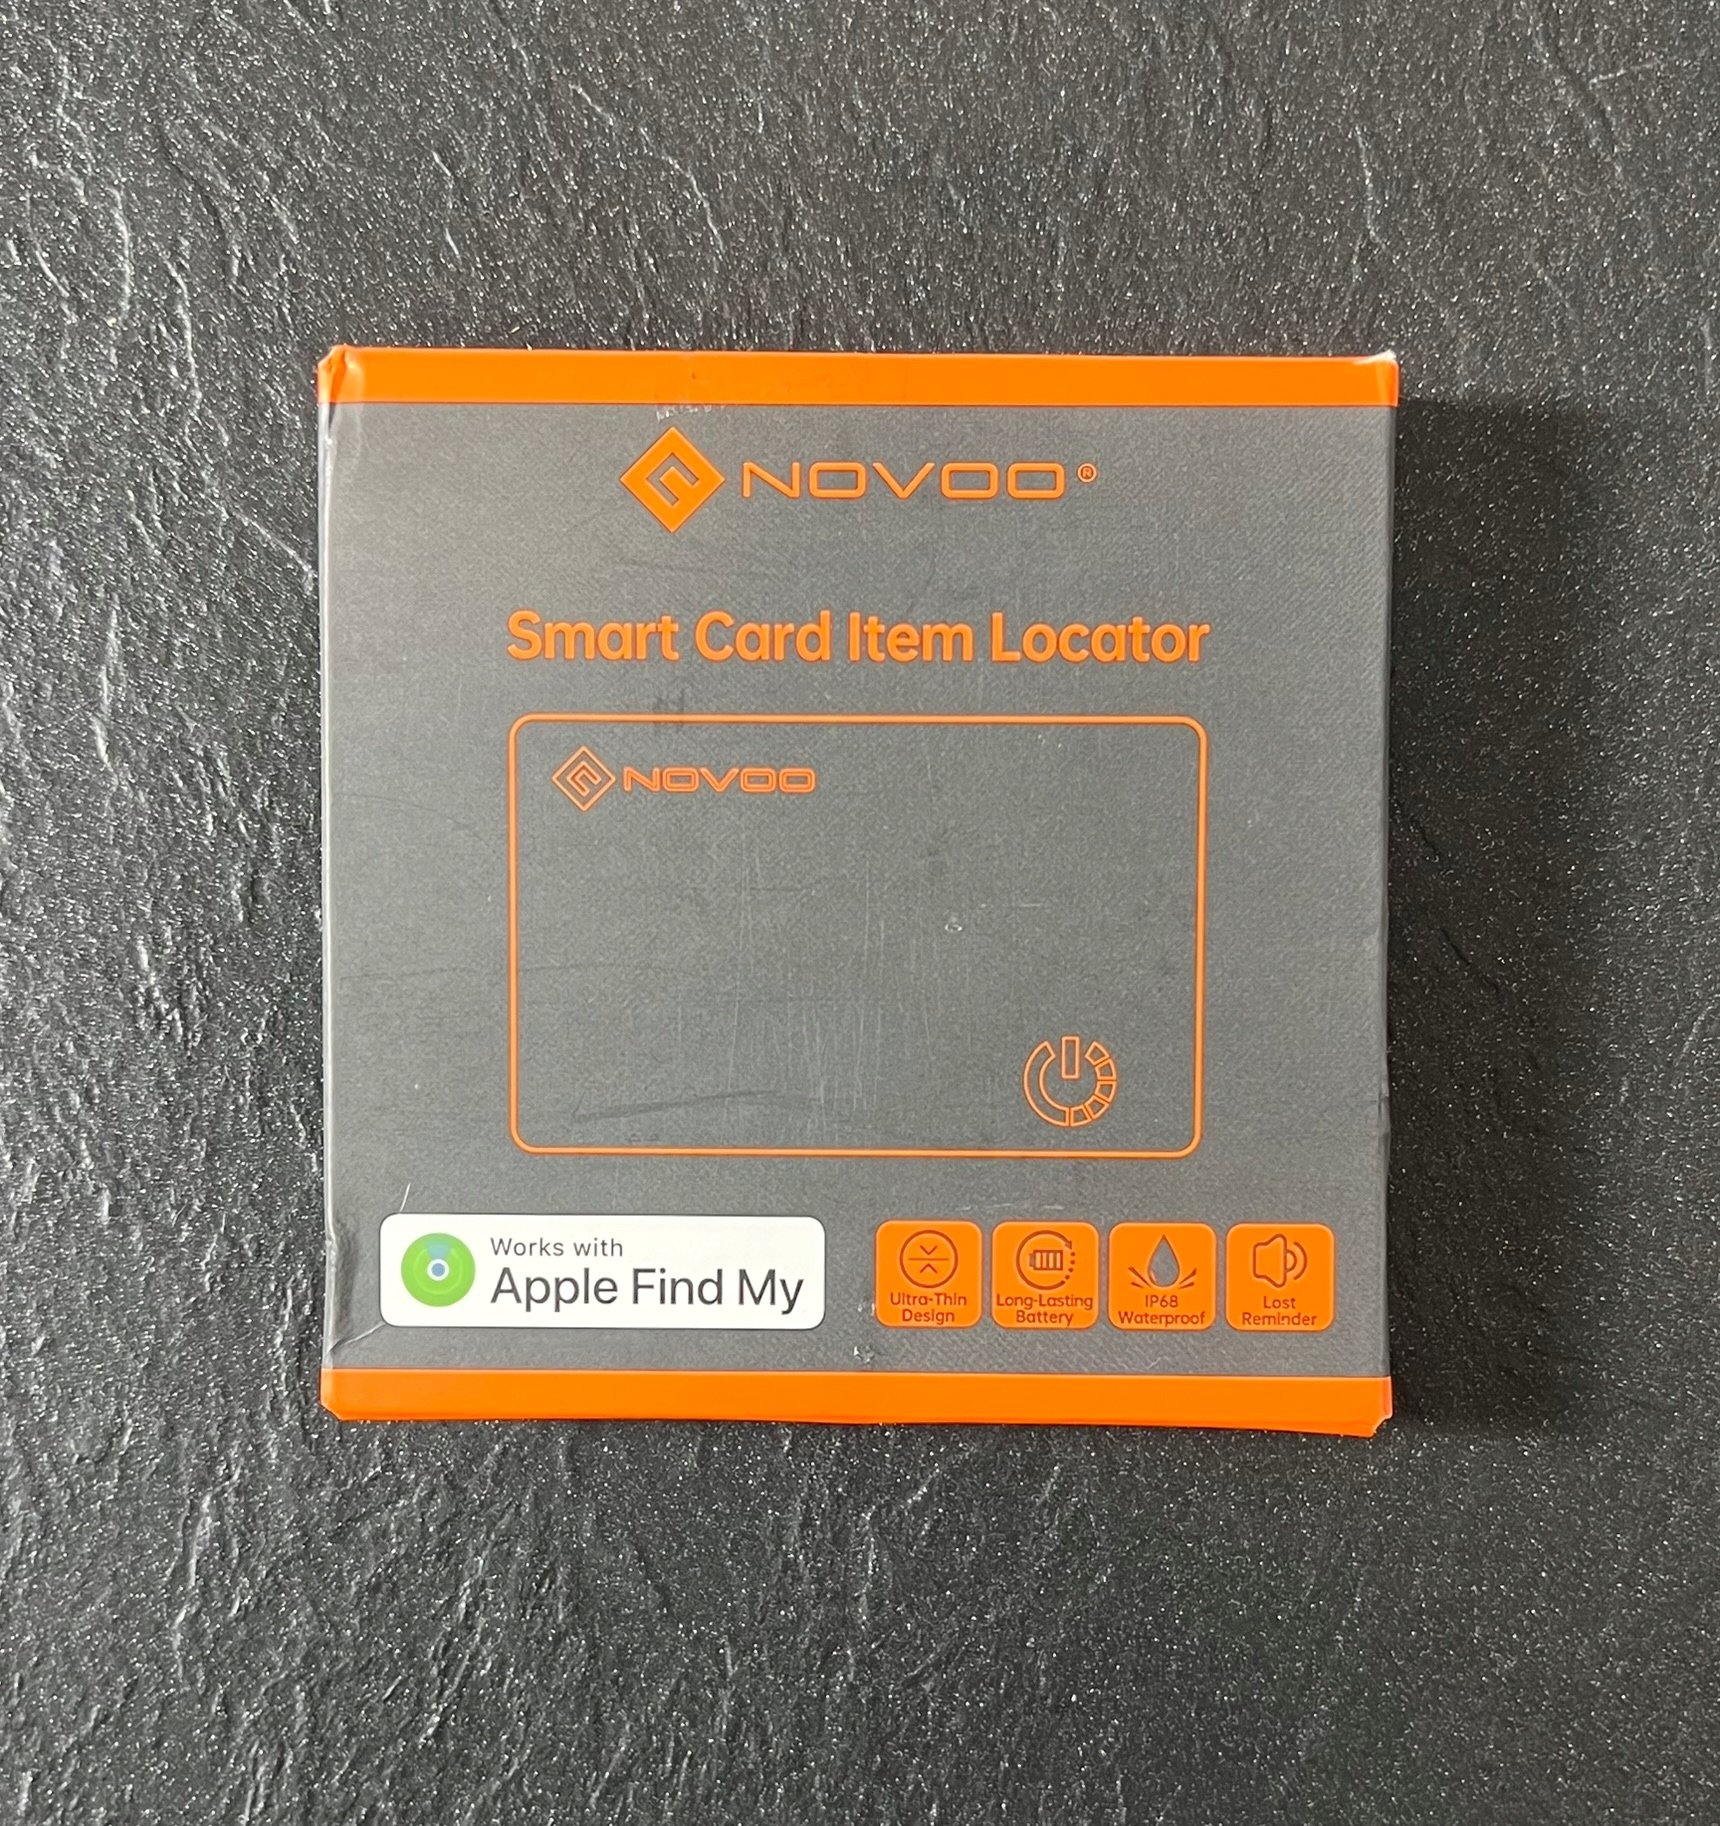 NOVOO®
Smart Card Item Locator
NOVOO
Works with
Apple Find My
Ultra-Thin
Design
Long-Lasting
Battery
IP68
Waterproof
Lost
Reminder